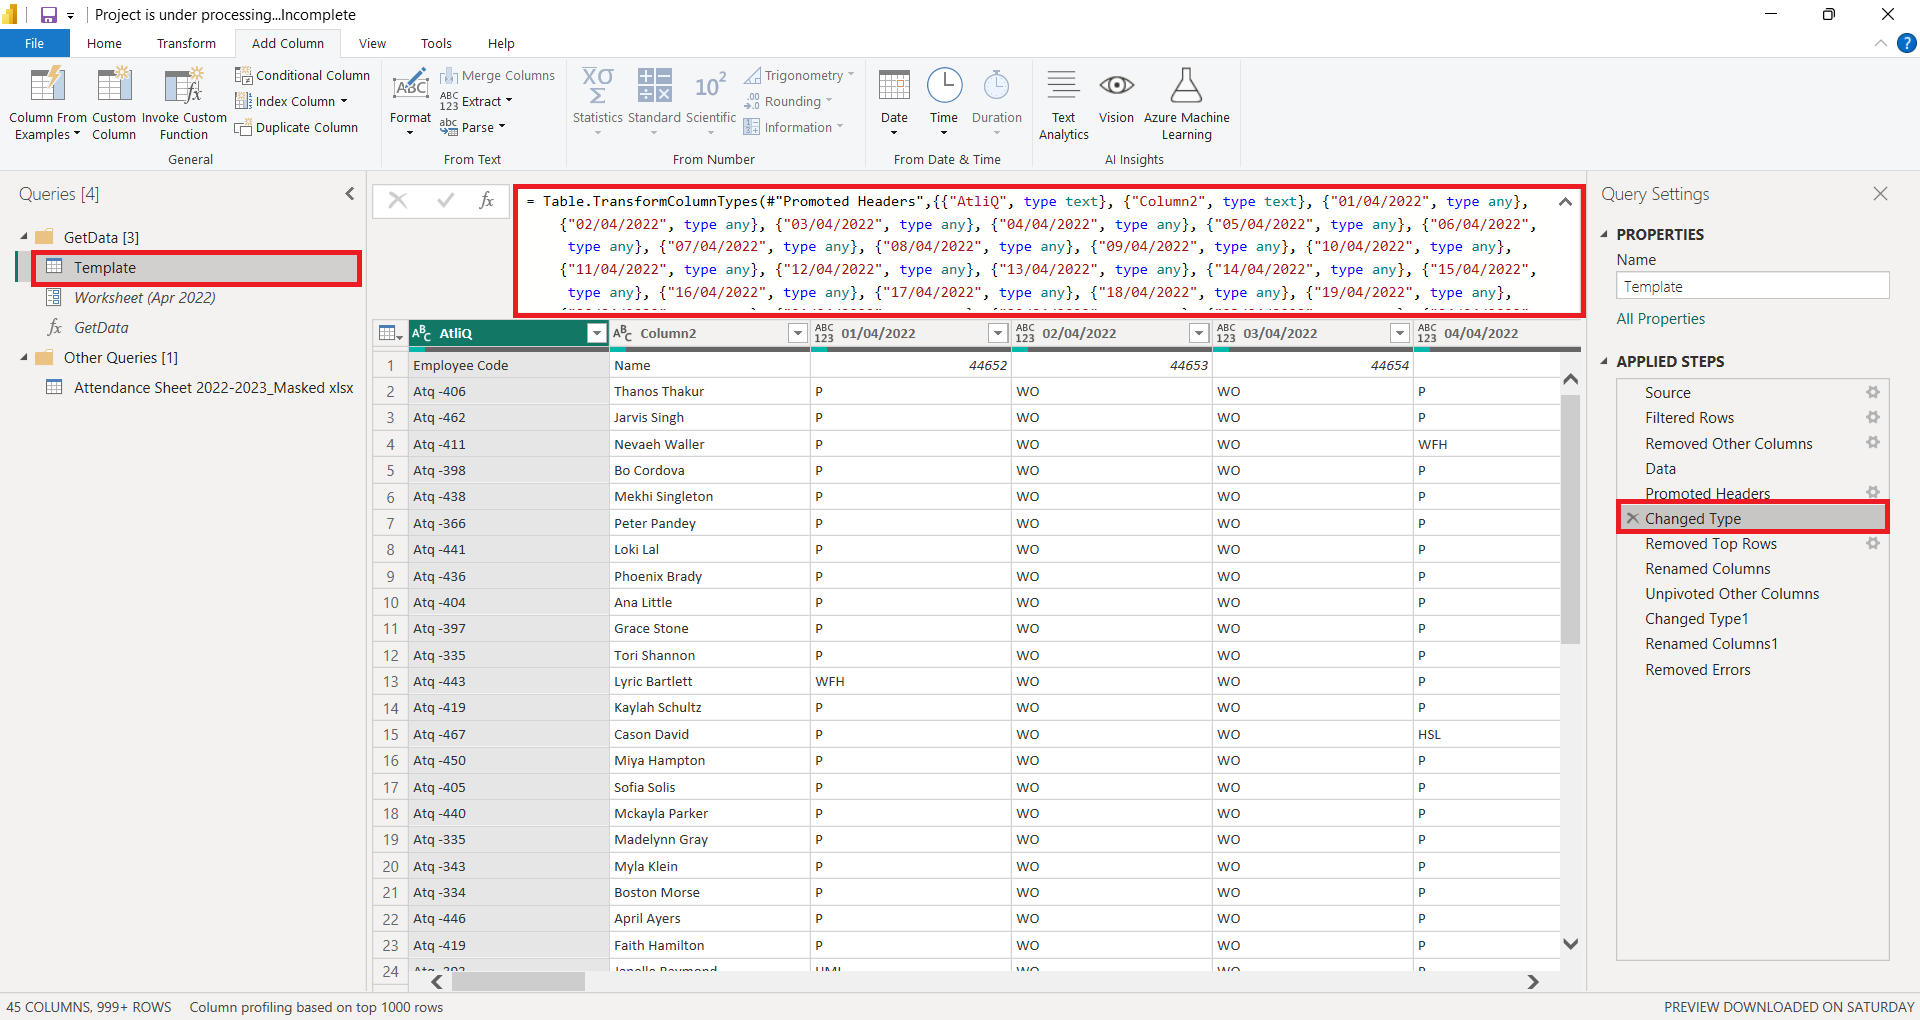 Project is under processing...Incomplete
File Home Transform Add Column View Tools Help
Column From Examples
Custom Column
Invoke Custom Function
Conditional Column
Index Column
Duplicate Column
General
Format
Merge Columns
Extract
Parse
From Text
Statistics
Standard
Scientific
Trigonometry
Rounding
Information
From Number
Date
Time
Duration
From Date & Time
Text Analytics
Vision
Azure Machine Learning
AI Insights
Queries [4]
GetData [3]
Template
Worksheet (Apr 2022)
GetData
Other Queries [1]
Attendance Sheet 2022-2023_Masked xlsx
= Table.TransformColumnTypes(#"Promoted Headers",{{"AtliQ", type text}, {"Column2", type text}, {"01/04/2022", type any},
{"02/04/2022", type any}, {"03/04/2022", type any}, {"04/04/2022", type any}, {"05/04/2022", type any}, {"06/04/2022",
type any}, {"07/04/2022", type any}, {"08/04/2022", type any}, {"09/04/2022", type any}, {"10/04/2022", type any},
{"11/04/2022", type any}, {"12/04/2022", type any}, {"13/04/2022", type any}, {"14/04/2022", type any}, {"15/04/2022",
type any}, {"16/04/2022", type any}, {"17/04/2022", type any}, {"18/04/2022", type any}, {"19/04/2022", type any},
AtliQ Column2 01/04/2022 02/04/2022 03/04/2022 04/04/2022
1 Employee Code Name 44652 44653 44654
2 Atq -406 Thanos Thakur P WO WO P
3 Atq -462 Jarvis Singh P WO WO P
4 Atq -411 Nevaeh Waller P WO WO WFH
5 Atq -398 Bo Cordova P WO WO P
6 Atq -438 Mekhi Singleton P WO WO P
7 Atq -366 Peter Pandey P WO WO P
8 Atq -441 Loki Lal P WO WO P
9 Atq -436 Phoenix Brady P WO WO P
10 Atq -404 Ana Little P WO WO P
11 Atq -397 Grace Stone P WO WO P
12 Atq -335 Tori Shannon P WO WO P
13 Atq -443 Lyric Bartlett WFH WO WO P
14 Atq -419 Kaylah Schultz P WO WO P
15 Atq -467 Cason David P WO WO HSL
16 Atq -450 Miya Hampton P WO WO P
17 Atq -405 Sofia Solis P WO WO P
18 Atq -440 Mckayla Parker P WO WO P
19 Atq -335 Madelynn Gray P WO WO P
20 Atq -343 Myla Klein P WO WO P
21 Atq -334 Boston Morse P WO WO P
22 Atq -446 April Ayers P WO WO P
23 Atq -419 Faith Hamilton P WO WO P
24
Query Settings
PROPERTIES
Name
Template
All Properties
APPLIED STEPS
Source
Filtered Rows
Removed Other Columns
Data
Promoted Headers
Changed Type
Removed Top Rows
Renamed Columns
Unpivoted Other Columns
Changed Type1
Renamed Columns1
Removed Errors
45 COLUMNS, 999+ ROWS Column profiling based on top 1000 rows
PREVIEW DOWNLOADED ON SATURDAY